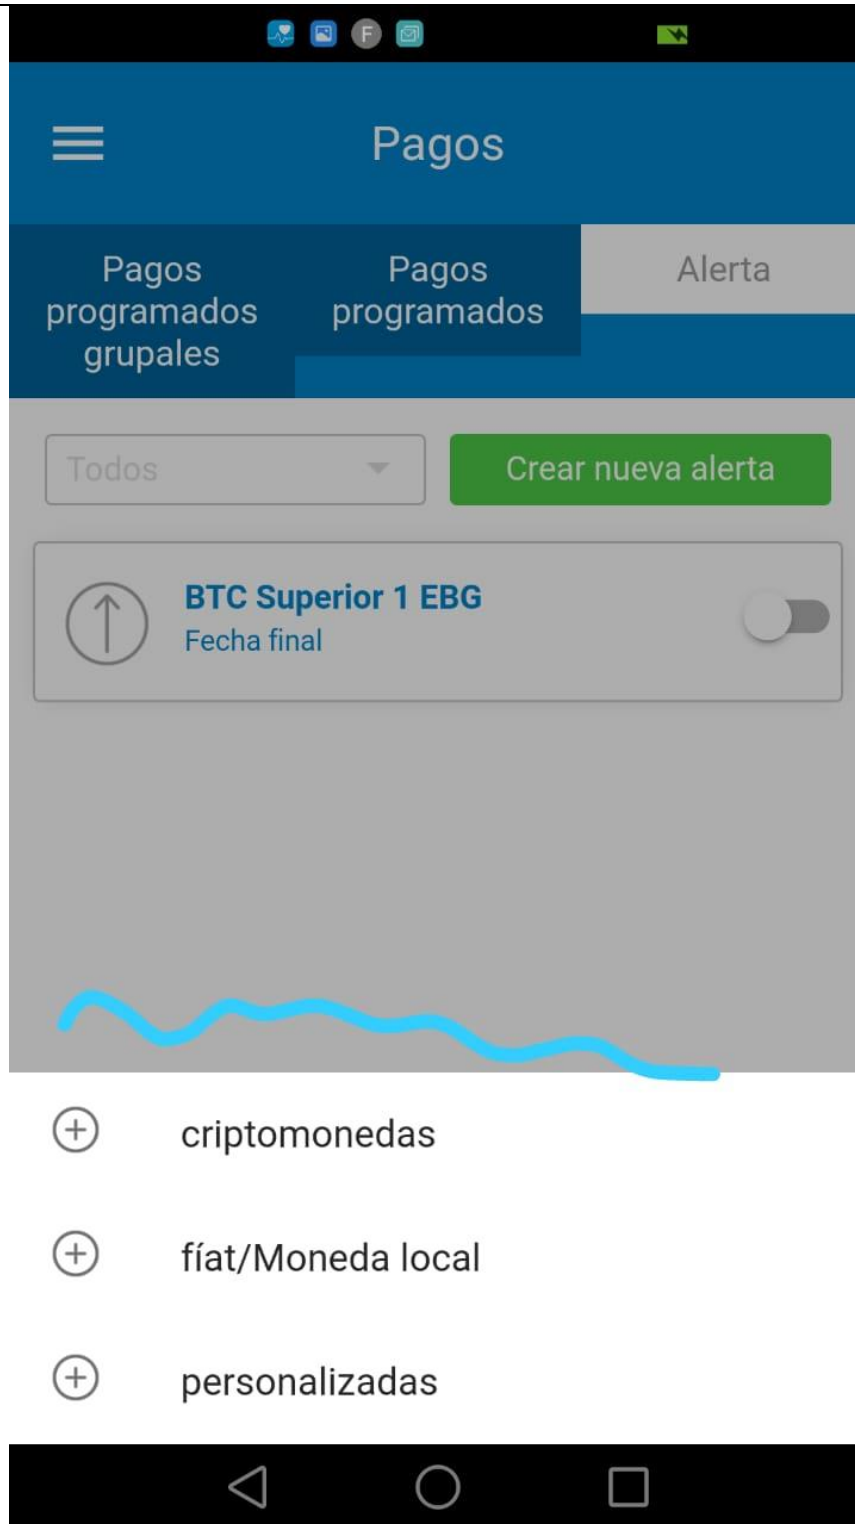 F
Pagos
Pagos
programados
grupales
Pagos
programados
Alerta
Todos
Crear nueva alerta
BTC Superior 1 EBG
Fecha final
criptomonedas
fíat/Moneda local
personalizadas